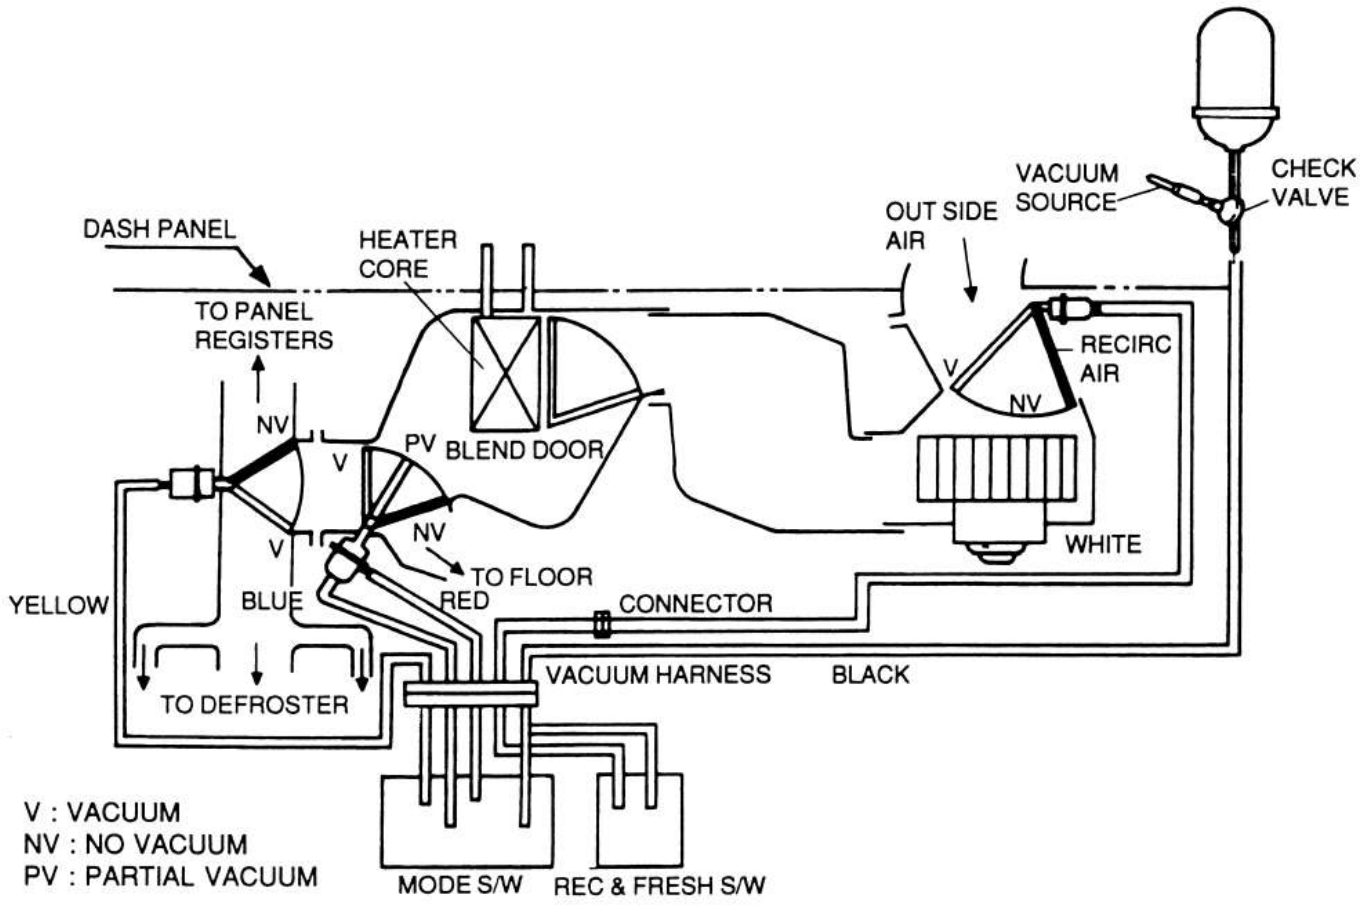 VACUUM
SOURCE
CHECK
VALVE
OUT SIDE
AIR
DASH PANEL
HEATER
CORE
TO PANEL
REGISTERS
RECIRC
AIR
V
NV
NV
V
PV
BLEND DOOR
V
NV
WHITE
TO FLOOR
YELLOW
BLUE
RED
CONNECTOR
VACUUM HARNESS
BLACK
TO DEFROSTER
V : VACUUM
NV : NO VACUUM
PV : PARTIAL VACUUM
MODE S/W
REC & FRESH S/W